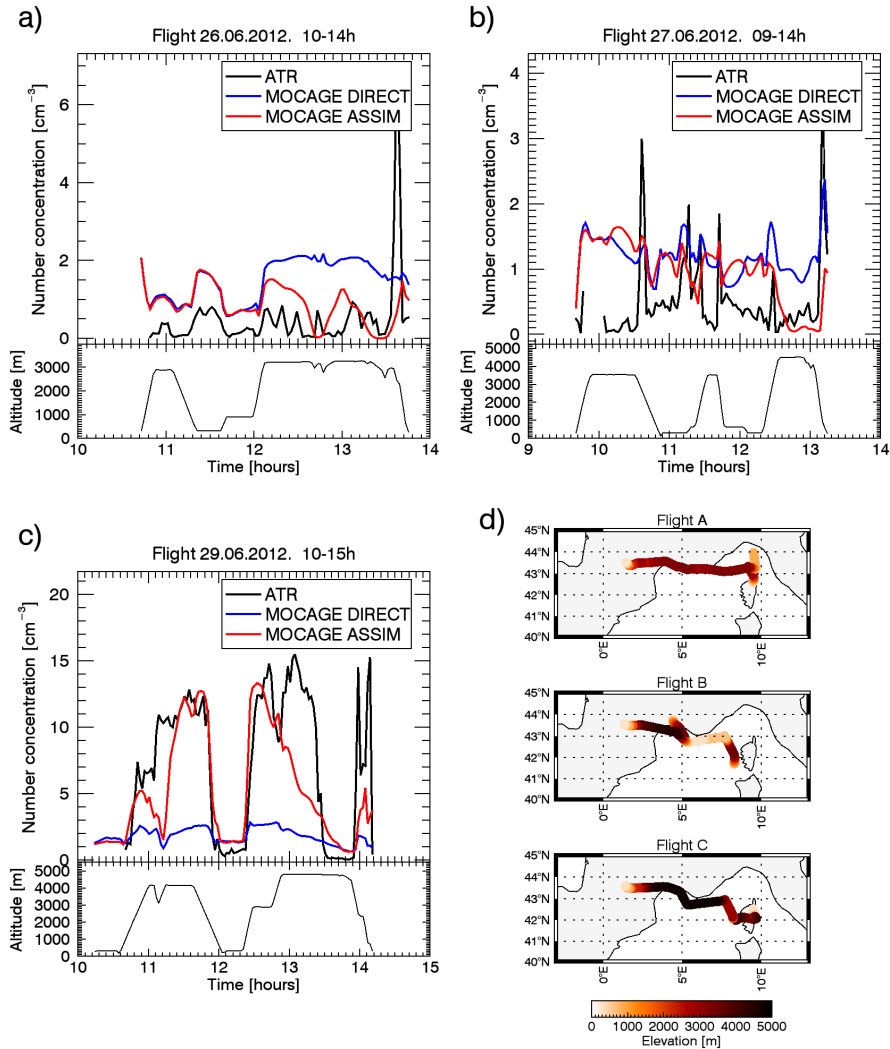 a)
Flight 26.06.2012. 10-14h
ATR
MOCAGE DIRECT
MOCAGE ASSIM
Number concentration [cm⁻³]
6
4
2
0
Altitude [m]
3000
2000
1000
0
10 11 12 13 14
Time [hours]
b)
Flight 27.06.2012. 09-14h
ATR
MOCAGE DIRECT
MOCAGE ASSIM
Number concentration [cm⁻³]
4
3
2
1
0
Altitude [m]
5000
4000
3000
2000
1000
0
9 10 11 12 13 14
Time [hours]
c)
Flight 29.06.2012. 10-15h
ATR
MOCAGE DIRECT
MOCAGE ASSIM
Number concentration [cm⁻³]
20
15
10
5
0
Altitude [m]
5000
4000
3000
2000
1000
0
10 11 12 13 14 15
Time [hours]
d)
Flight A
45°N
44°N
43°N
42°N
41°N
40°N
0°E 5°E 10°E
Flight B
45°N
44°N
43°N
42°N
41°N
40°N
0°E 5°E 10°E
Flight C
45°N
44°N
43°N
42°N
41°N
40°N
0°E 5°E 10°E
0 1000 2000 3000 4000 5000
Elevation [m]